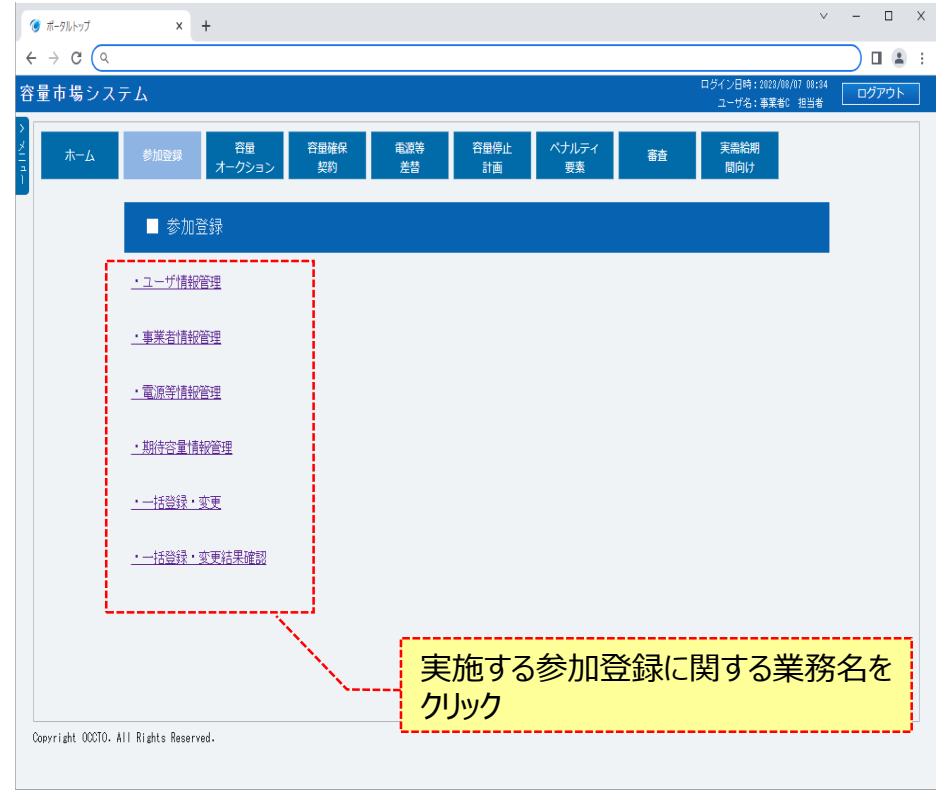 ポータルトップ
容量市場システム
ログイン日時：2023/08/07 08:34
ユーザ名：事業者C 担当者
ログアウト
メニュー
ホーム
参加登録
容量
オークション
容量確保
契約
電源等
差替
容量停止
計画
ペナルティ
要素
審査
実需給期
間向け
■ 参加登録
・ユーザ情報管理
・事業者情報管理
・電源等情報管理
・期待容量情報管理
・一括登録・変更
・一括登録・変更結果確認
実施する参加登録に関する業務名を
クリック
Copyright OCCTO. All Rights Reserved.